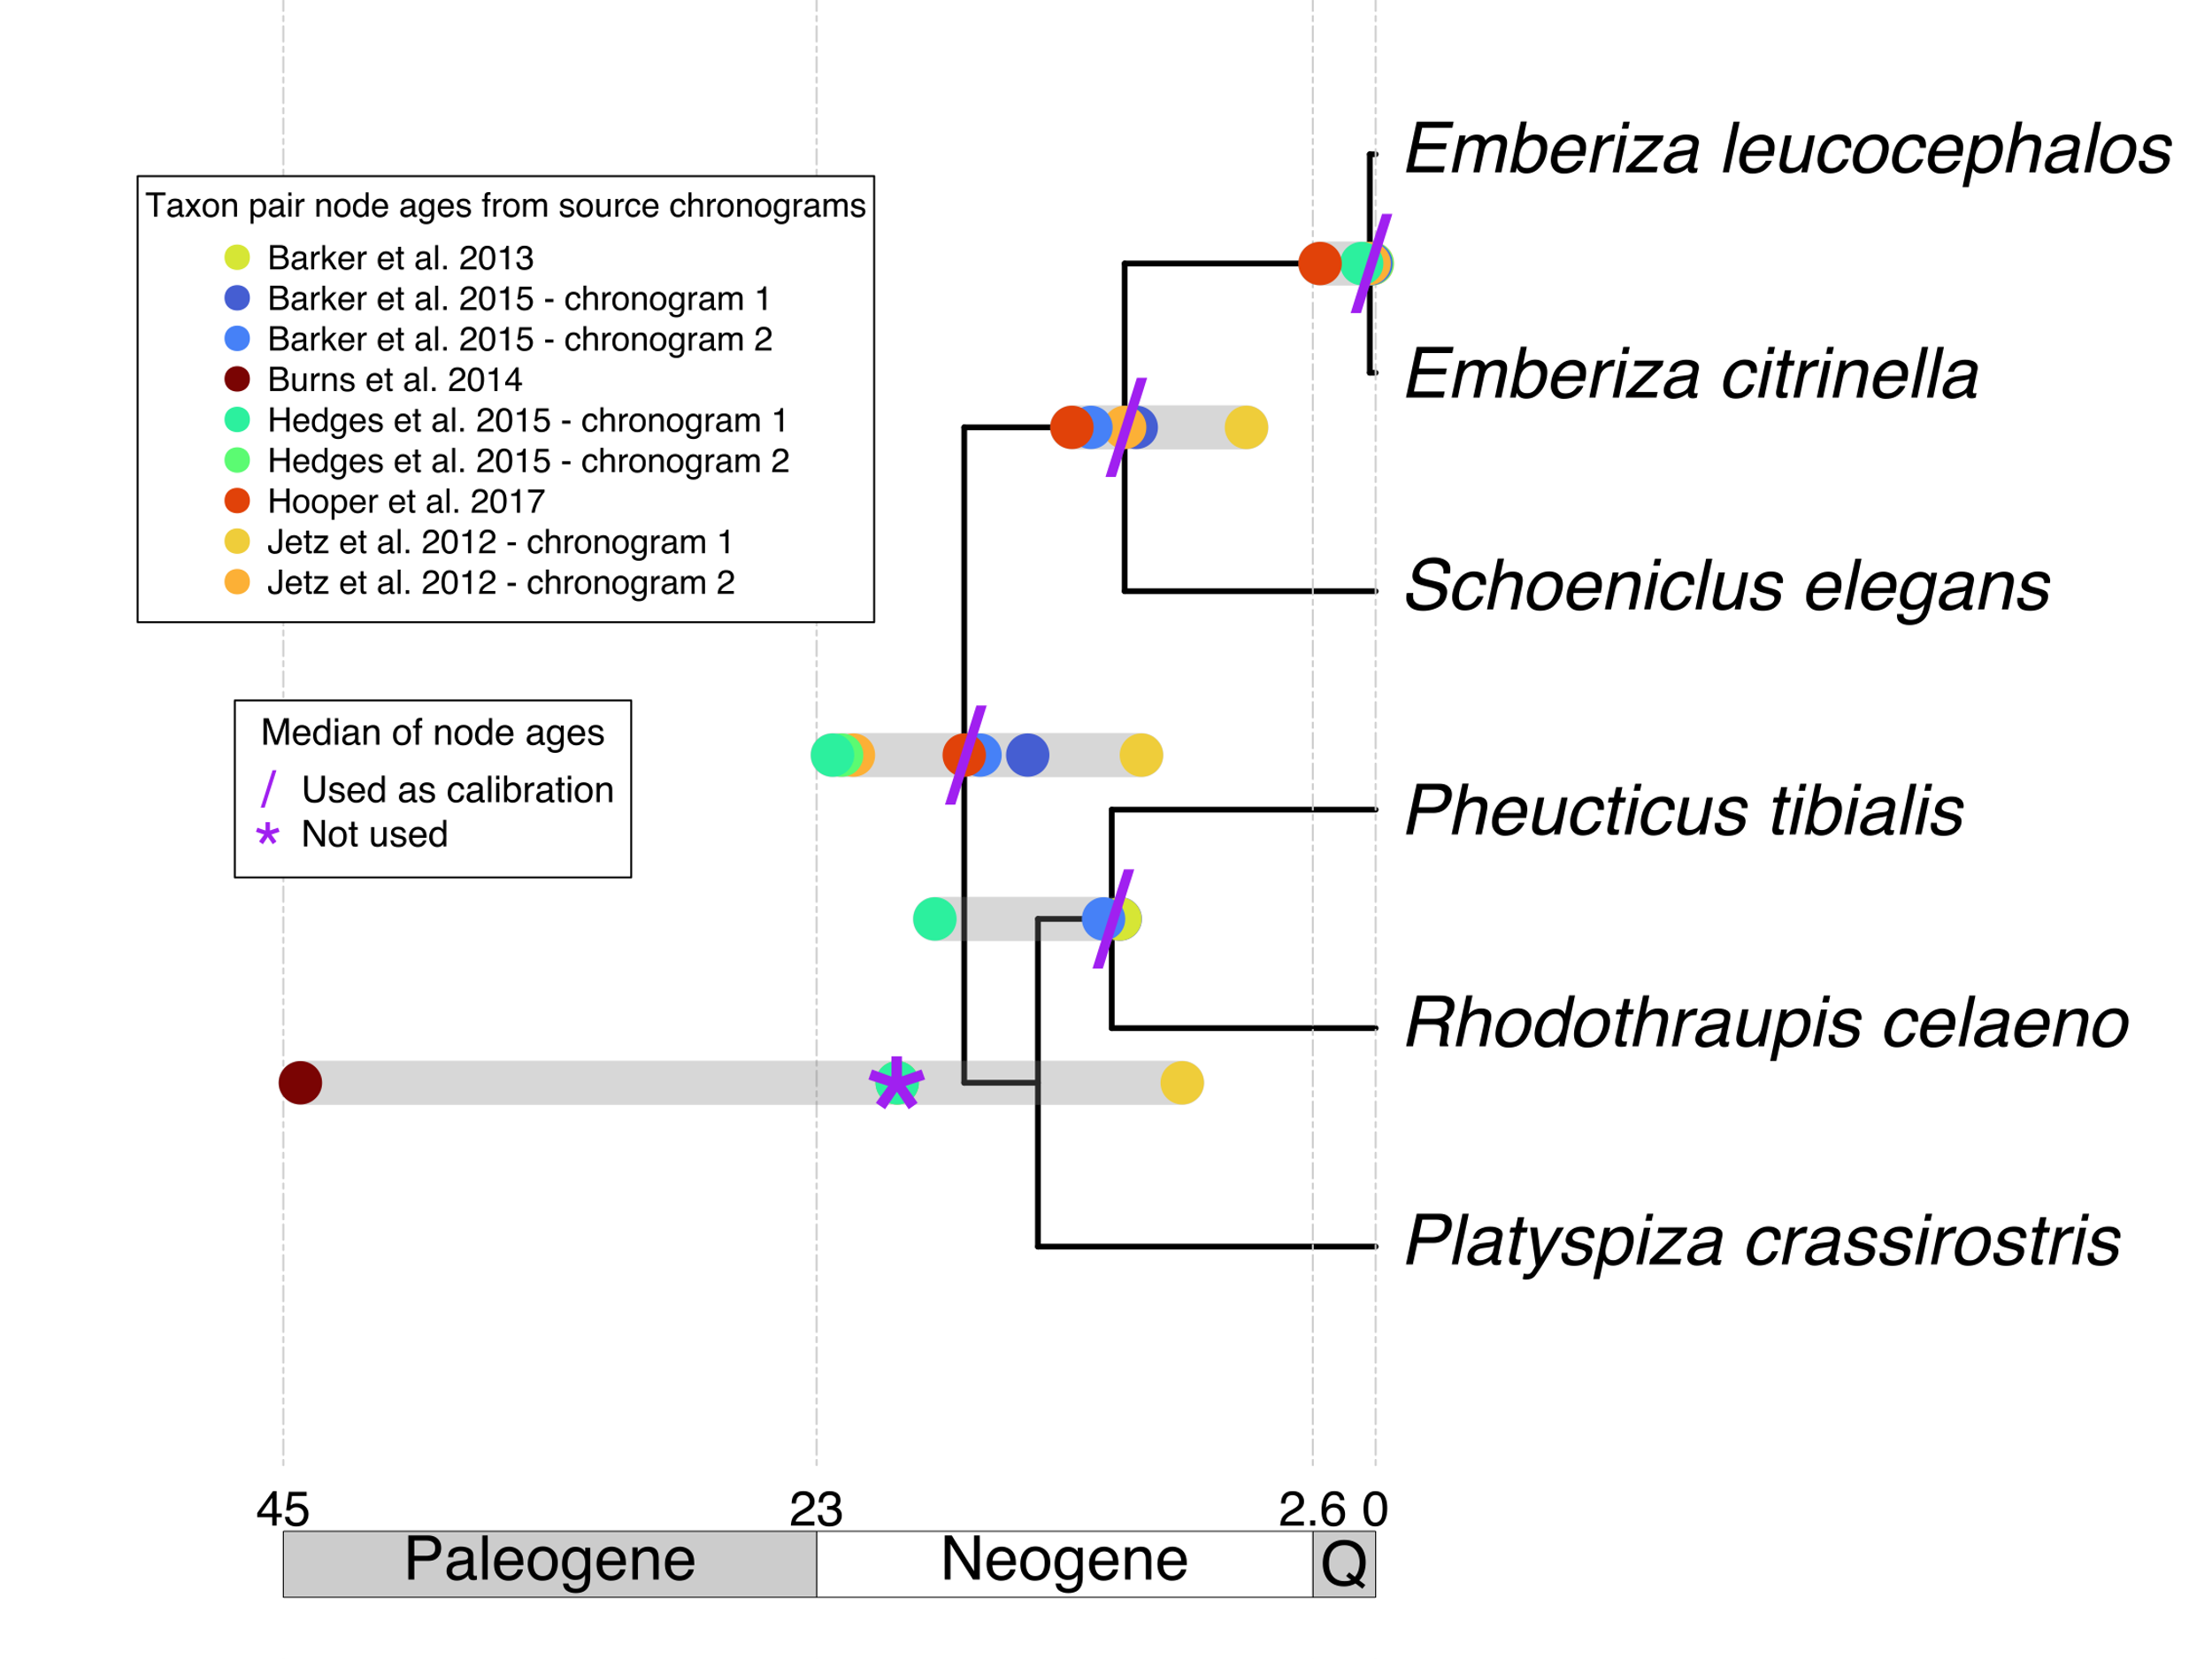 Emberiza leucocephalos
Taxon pair node ages from source chronograms
Barker et al. 2013
Barker et al. 2015 - chronogram 1
Barker et al. 2015 - chronogram 2
Burns et al. 2014
Hedges et al. 2015 - chronogram 1
Hedges et al. 2015 - chronogram 2
Hooper et al. 2017
Jetz et al. 2012 - chronogram 1
Jetz et al. 2012 - chronogram 2
Emberiza citrinella
Schoeniclus elegans
Median of node ages
/ Used as calibration
* Not used
Pheucticus tibialis
Rhodothraupis celaeno
Platyspiza crassirostris
45 23 2.6 0
Paleogene Neogene Q